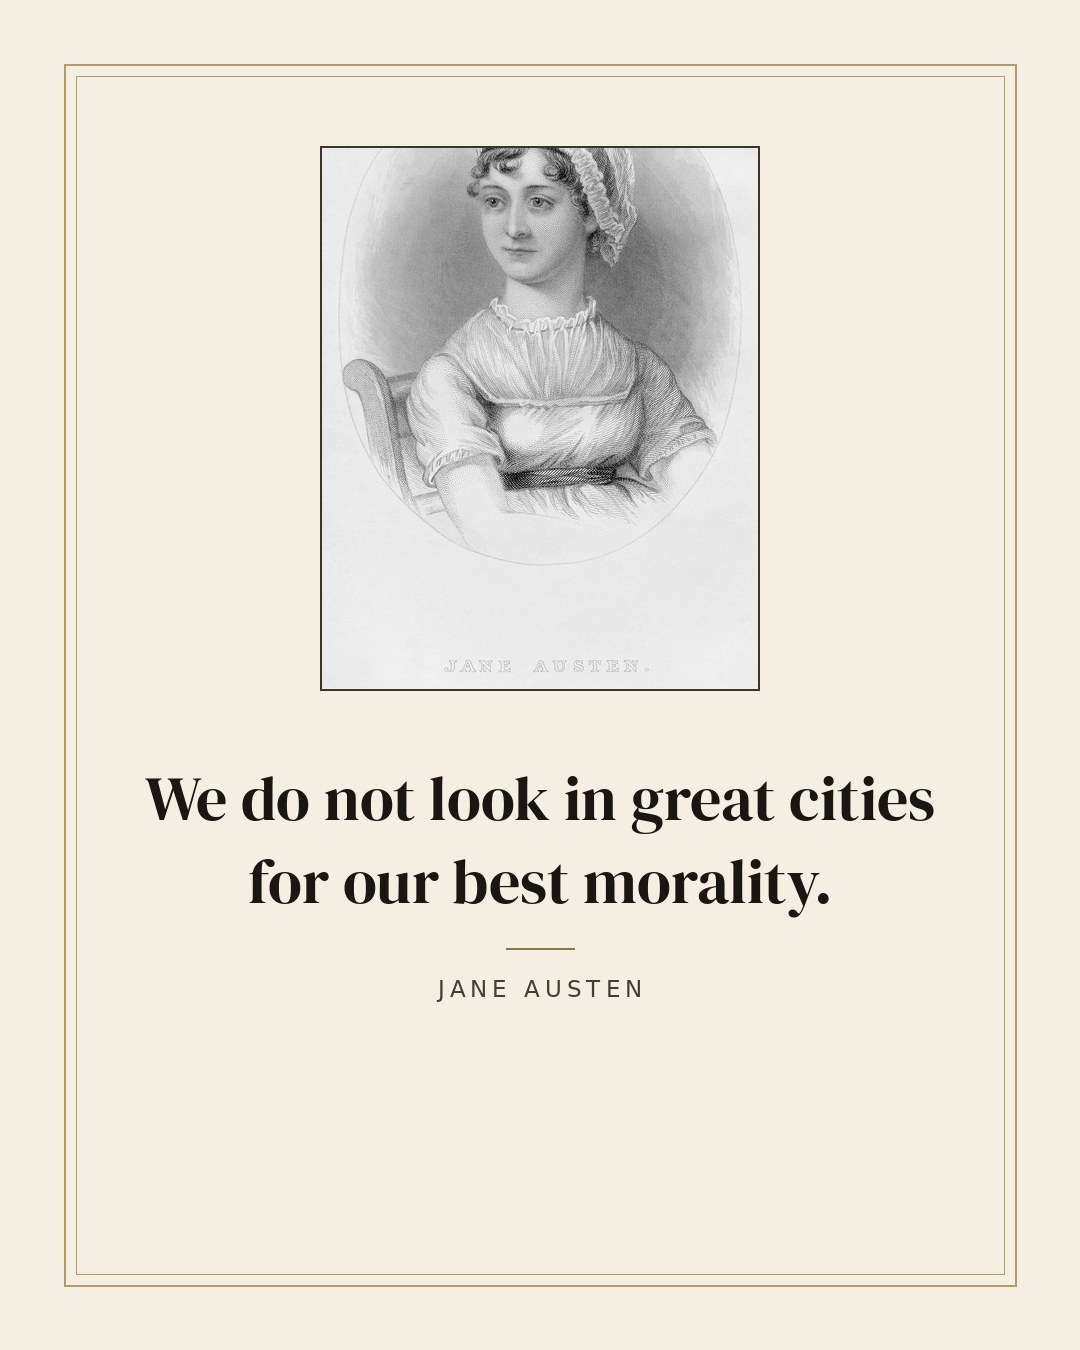 JANE AUSTEN.
We do not look in great cities
for our best morality.
JANE AUSTEN